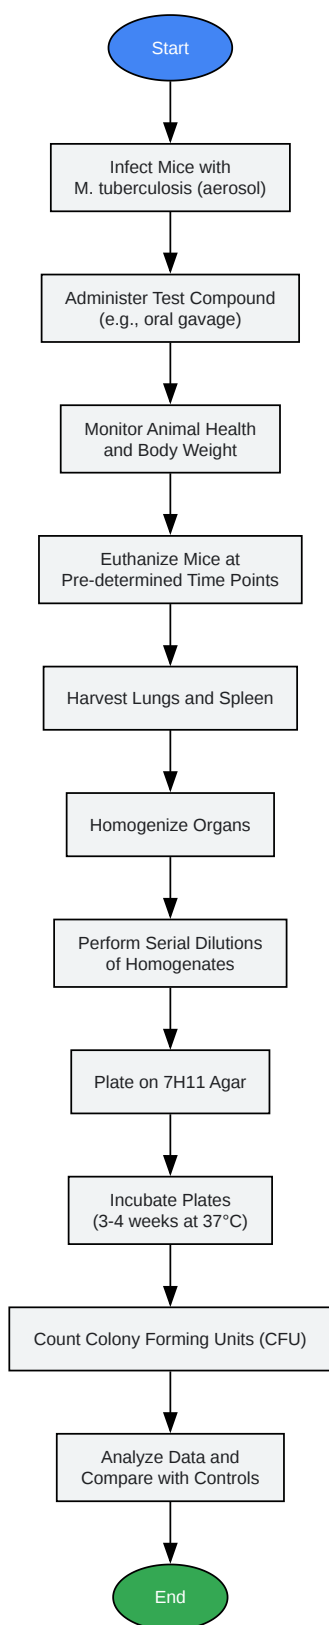 Start
Infect Mice with
M. tuberculosis (aerosol)
Administer Test Compound
(e.g., oral gavage)
Monitor Animal Health
and Body Weight
Euthanize Mice at
Pre-determined Time Points
Harvest Lungs and Spleen
Homogenize Organs
Perform Serial Dilutions
of Homogenates
Plate on 7H11 Agar
Incubate Plates
(3-4 weeks at 37°C)
Count Colony Forming Units (CFU)
Analyze Data and
Compare with Controls
End